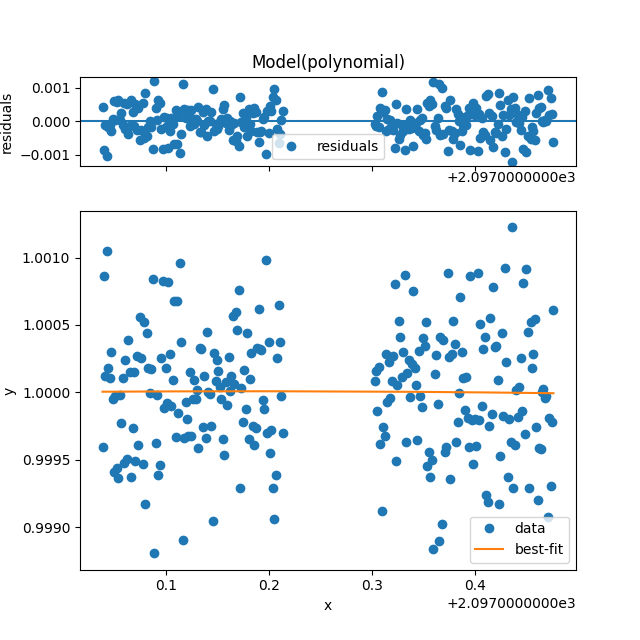 Model(polynomial)
0.001
0.000
−0.001
residuals
residuals
+2.0970000000e3
1.0010
1.0005
1.0000
0.9995
0.9990
y
data
best-fit
0.1
0.2
0.3
0.4
x
+2.0970000000e3